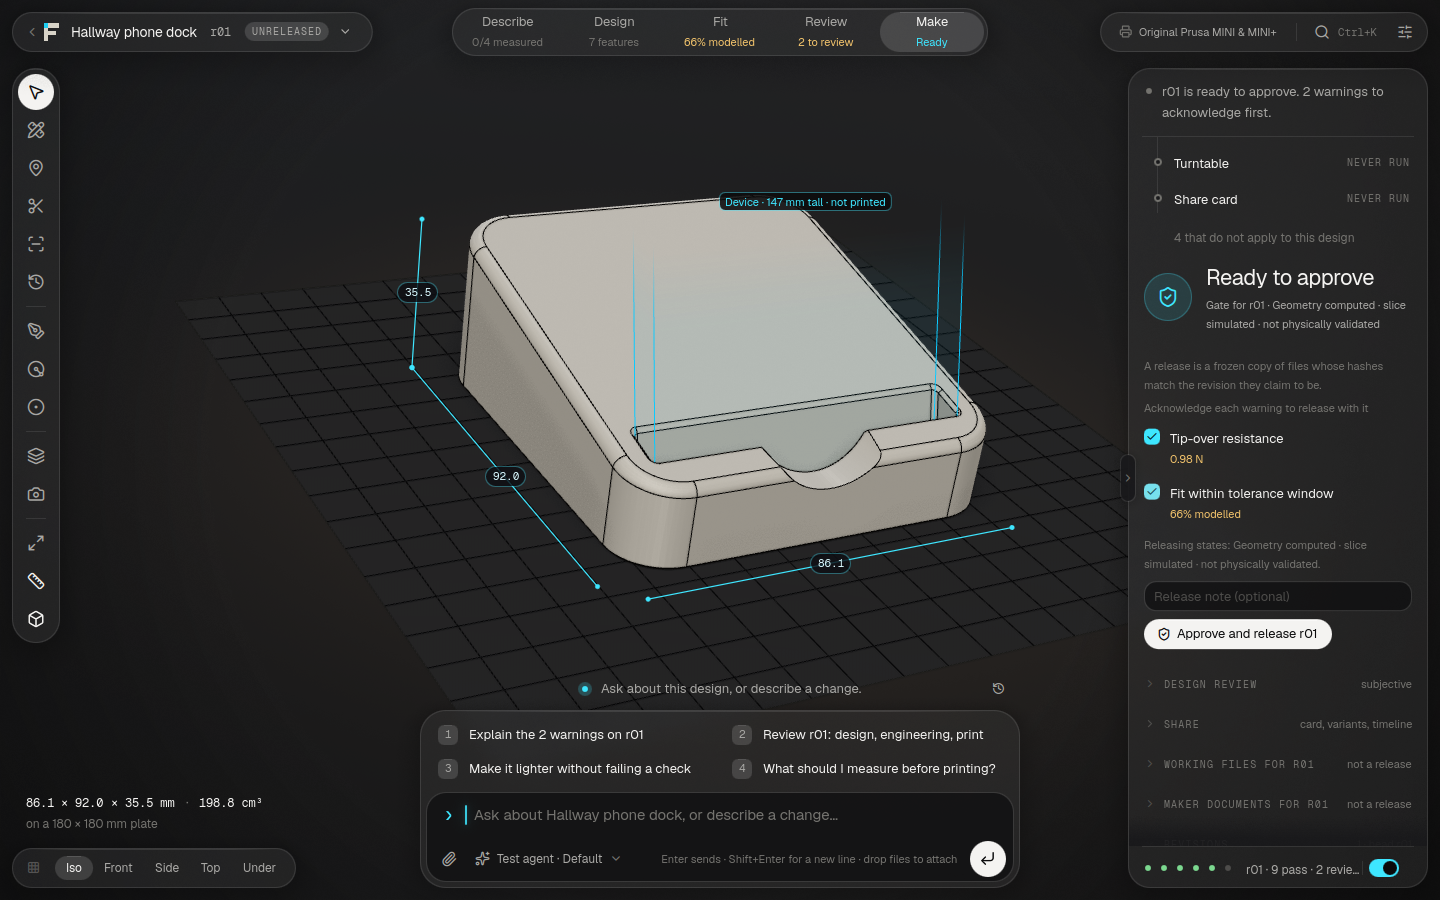 Hallway phone dock r01 UNRELEASED
Describe
0/4 measured
Design
7 features
Fit
66% modelled
Review
2 to review
Make
Ready
Original Prusa MINI & MINI+
Ctrl+K
r01 is ready to approve. 2 warnings to
acknowledge first.
Turntable NEVER RUN
Share card NEVER RUN
4 that do not apply to this design
Ready to approve
Gate for r01 · Geometry computed · slice
simulated · not physically validated
A release is a frozen copy of files whose hashes
match the revision they claim to be.
Acknowledge each warning to release with it
Tip-over resistance
0.98 N
Fit within tolerance window
66% modelled
Releasing states: Geometry computed · slice
simulated · not physically validated.
Release note (optional)
Approve and release r01
DESIGN REVIEW subjective
SHARE card, variants, timeline
WORKING FILES FOR R01 not a release
MAKER DOCUMENTS FOR R01 not a release
r01 · 9 pass · 2 revie...
Device · 147 mm tall · not printed
35.5
92.0
86.1
Ask about this design, or describe a change.
1 Explain the 2 warnings on r01
2 Review r01: design, engineering, print
3 Make it lighter without failing a check
4 What should I measure before printing?
Ask about Hallway phone dock, or describe a change...
Test agent · Default
Enter sends · Shift+Enter for a new line · drop files to attach
86.1 × 92.0 × 35.5 mm · 198.8 cm³
on a 180 × 180 mm plate
Iso Front Side Top Under